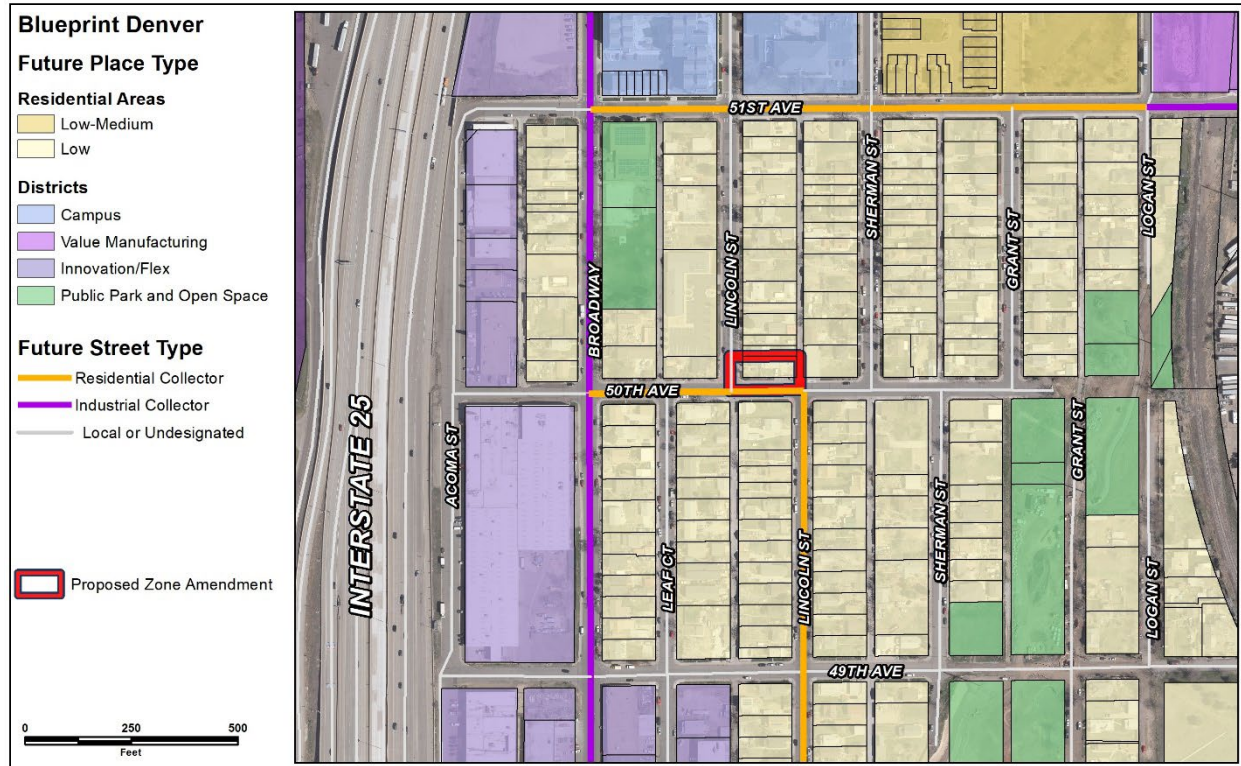 Blueprint Denver
Future Place Type
Residential Areas
Low-Medium
Low
Districts
Campus
Value Manufacturing
Innovation/Flex
Public Park and Open Space
Future Street Type
Residential Collector
Industrial Collector
Local or Undesignated
Proposed Zone Amendment
0 250 500
Feet
51ST AVE
BROADWAY
LINCOLN ST
SHERMAN ST
GRANT ST
LOGAN ST
50TH AVE
INTERSTATE 25
ACOMA ST
LEAF CT
LINCOLN ST
SHERMAN ST
GRANT ST
LOGAN ST
49TH AVE